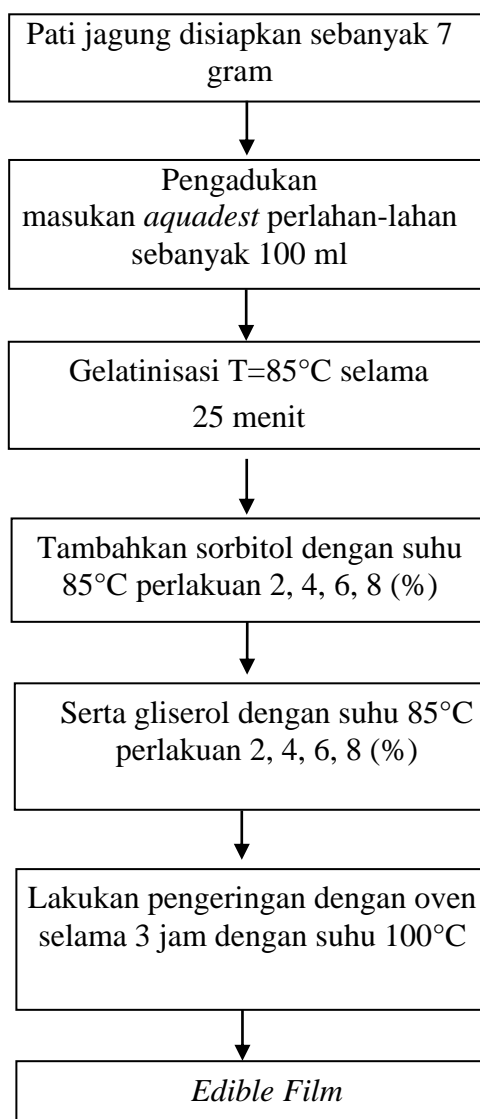 Pati jagung disiapkan sebanyak 7
gram
Pengadukan
masukan aquadest perlahan-lahan
sebanyak 100 ml
Gelatinisasi T=85°C selama
25 menit
Tambahkan sorbitol dengan suhu
85°C perlakuan 2, 4, 6, 8 (%)
Serta gliserol dengan suhu 85°C
perlakuan 2, 4, 6, 8 (%)
Lakukan pengeringan dengan oven
selama 3 jam dengan suhu 100°C
Edible Film